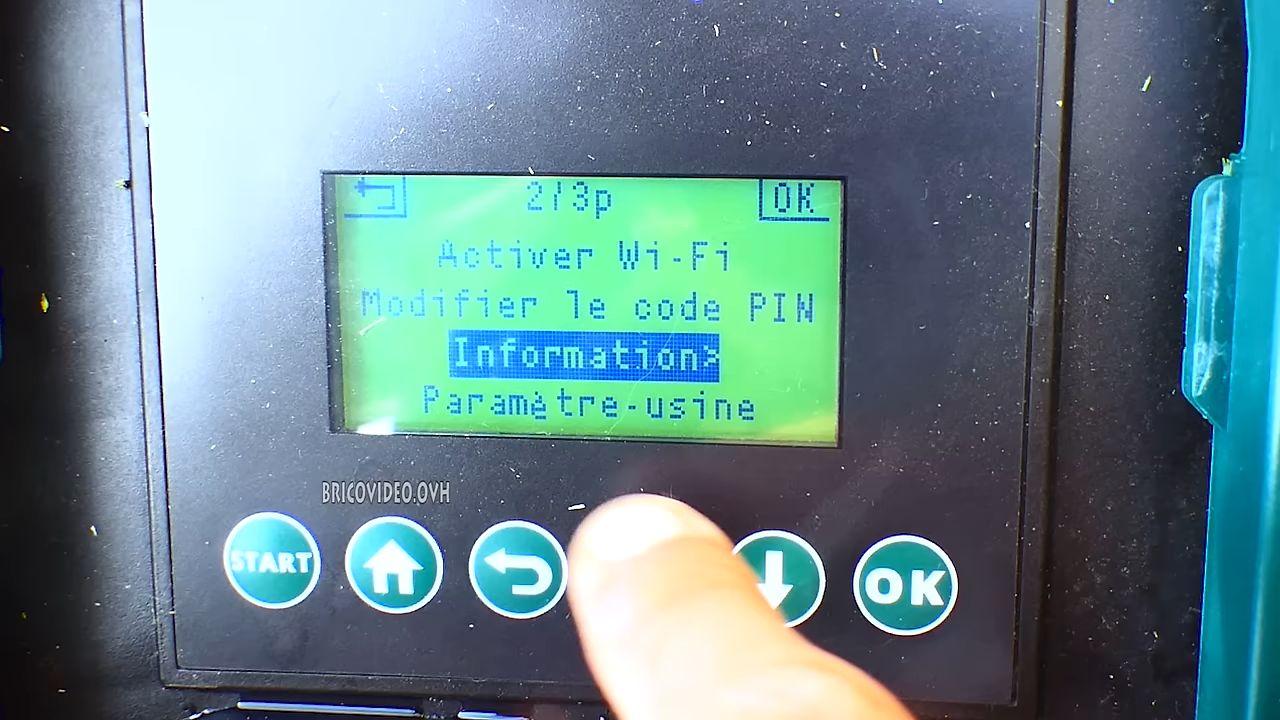 2/3p
OK
Activer Wi-Fi
Modifier le code PIN
Informations
Paramètre-usine
BRICOVIDEO.OVH
START
OK